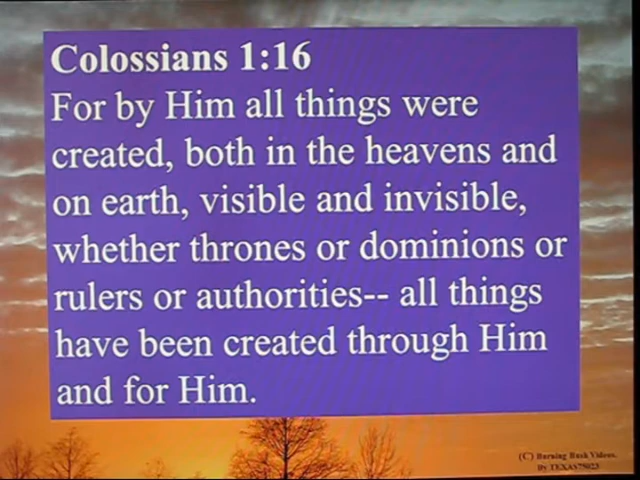 Colossians 1:16
For by Him all things were
created, both in the heavens and
on earth, visible and invisible,
whether thrones or dominions or
rulers or authorities-- all things
have been created through Him
and for Him.
(C) Burning Bush Videos.
By TEXAS75023